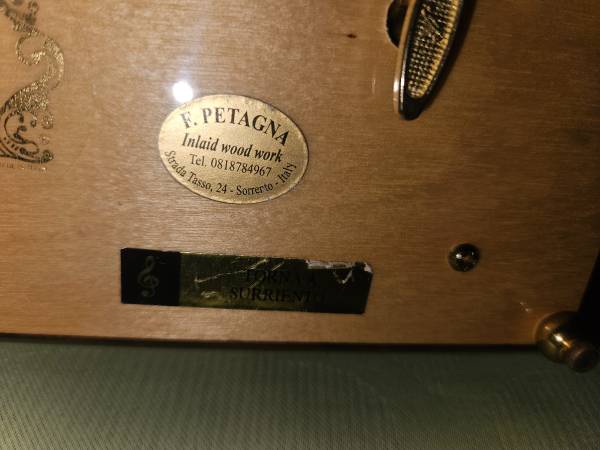 F. PETAGNA
Inlaid wood work
Tel. 0818784967
Strada Tasso, 24 - Sorrento - Italy
TORNA A
SURRIENTO